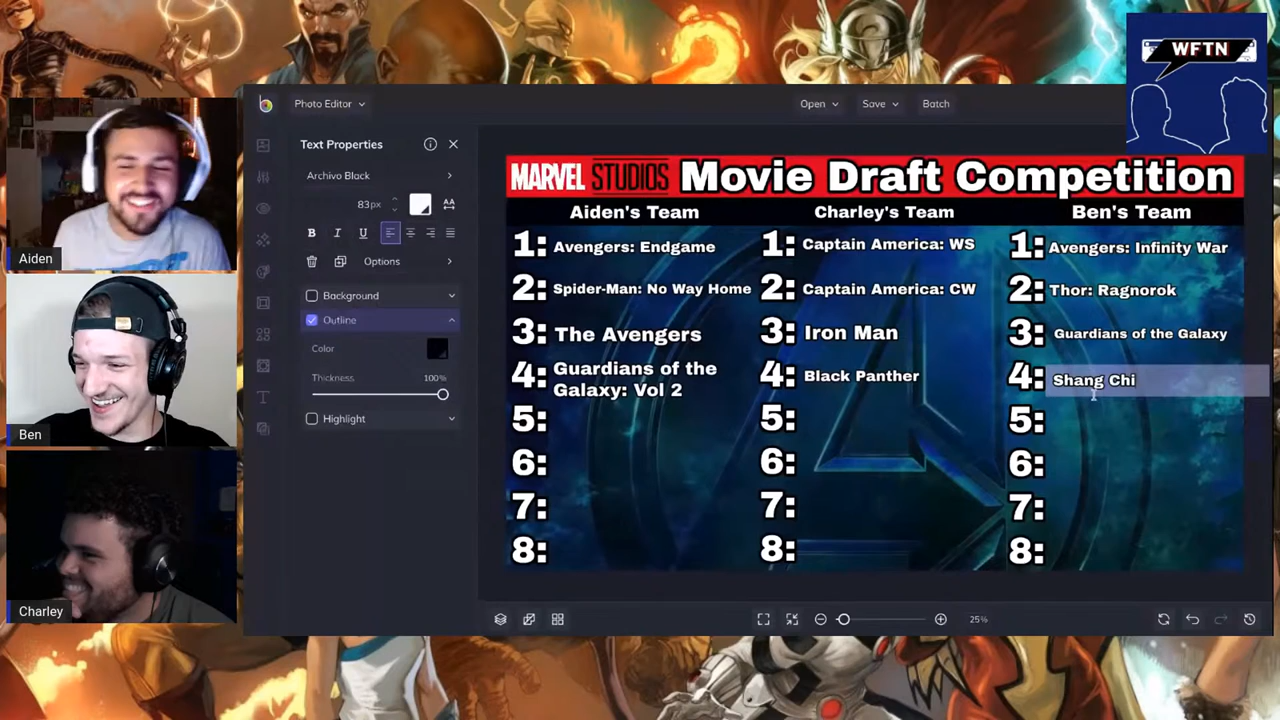 WFTN
Photo Editor
Open
Save
Batch
Text Properties
Archivo Black
83px
AA
B
I
U
Options
Background
Outline
Color
Thickness
100%
Highlight
MARVEL STUDIOS Movie Draft Competition
Aiden's Team
1: Avengers: Endgame
2: Spider-Man: No Way Home
3: The Avengers
4: Guardians of the
Galaxy: Vol 2
5:
6:
7:
8:
Charley's Team
1: Captain America: WS
2: Captain America: CW
3: Iron Man
4: Black Panther
5:
6:
7:
8:
Ben's Team
1: Avengers: Infinity War
2: Thor: Ragnorok
3: Guardians of the Galaxy
4: Shang Chi
5:
6:
7:
8:
25%
Aiden
Ben
Charley